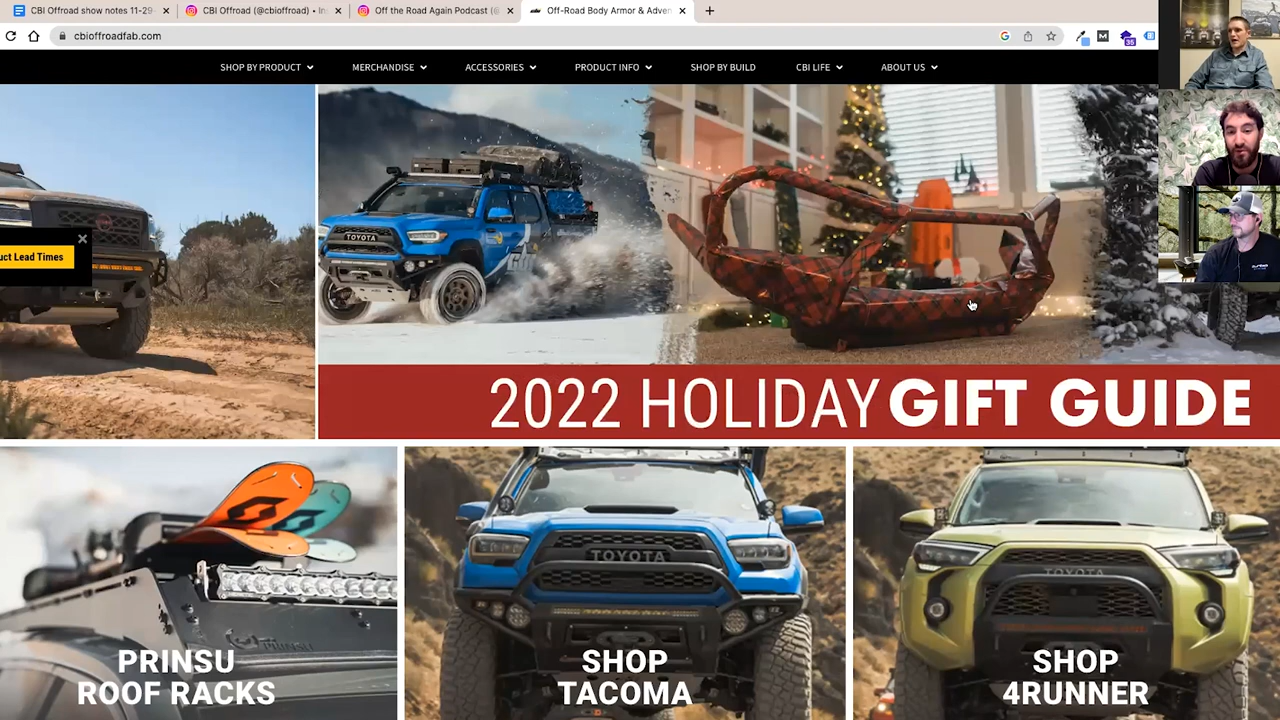 CBI Offroad show notes 11-29-
CBI Offroad (@cbioffroad) • In
Off the Road Again Podcast (@
Off-Road Body Armor & Adven
cbioffroadfab.com
SHOP BY PRODUCT
MERCHANDISE
ACCESSORIES
PRODUCT INFO
SHOP BY BUILD
CBI LIFE
ABOUT US
uct Lead Times
TOYOTA
2022 HOLIDAY GIFT GUIDE
PRINSU
ROOF RACKS
TOYOTA
SHOP
TACOMA
TOYOTA
SHOP
4RUNNER